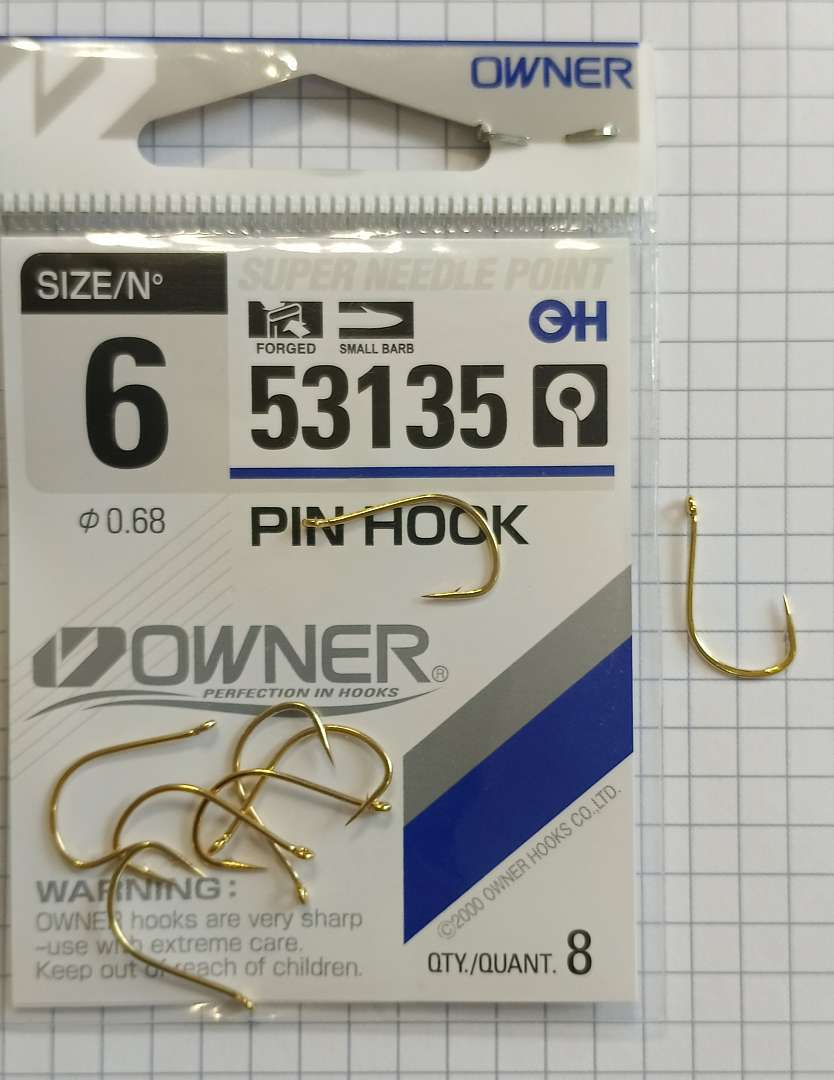 OWNER
SIZE/Nº
SUPER NEEDLE POINT
FORGED
SMALL BARB
6
53135
φ 0.68
PIN HOOK
OWNER®
PERFECTION IN HOOKS
©2000 OWNER HOOKS CO.,LTD.
WARNING:
OWNER hooks are very sharp
-use with extreme care.
Keep out of reach of children.
QTY./QUANT. 8